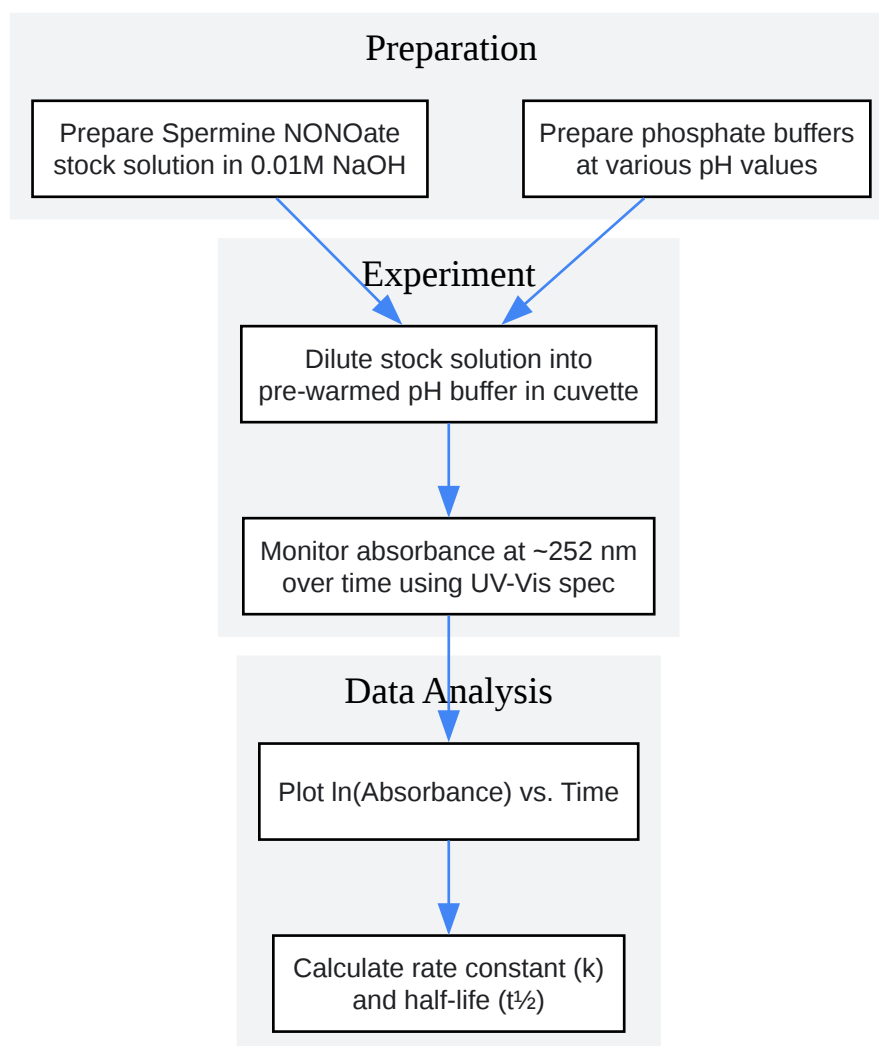 Preparation
Prepare Spermine NONOate
stock solution in 0.01M NaOH
Prepare phosphate buffers
at various pH values
Experiment
Dilute stock solution into
pre-warmed pH buffer in cuvette
Monitor absorbance at ~252 nm
over time using UV-Vis spec
Data Analysis
Plot ln(Absorbance) vs. Time
Calculate rate constant (k)
and half-life (t½)